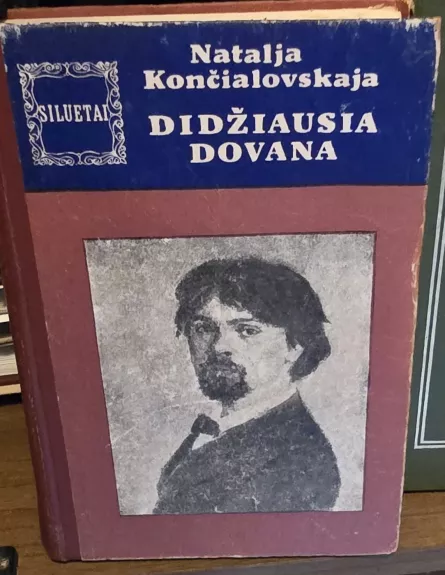 Natalja
Končialovskaja
SILUETAI
DIDŽIAUSIA
DOVANA